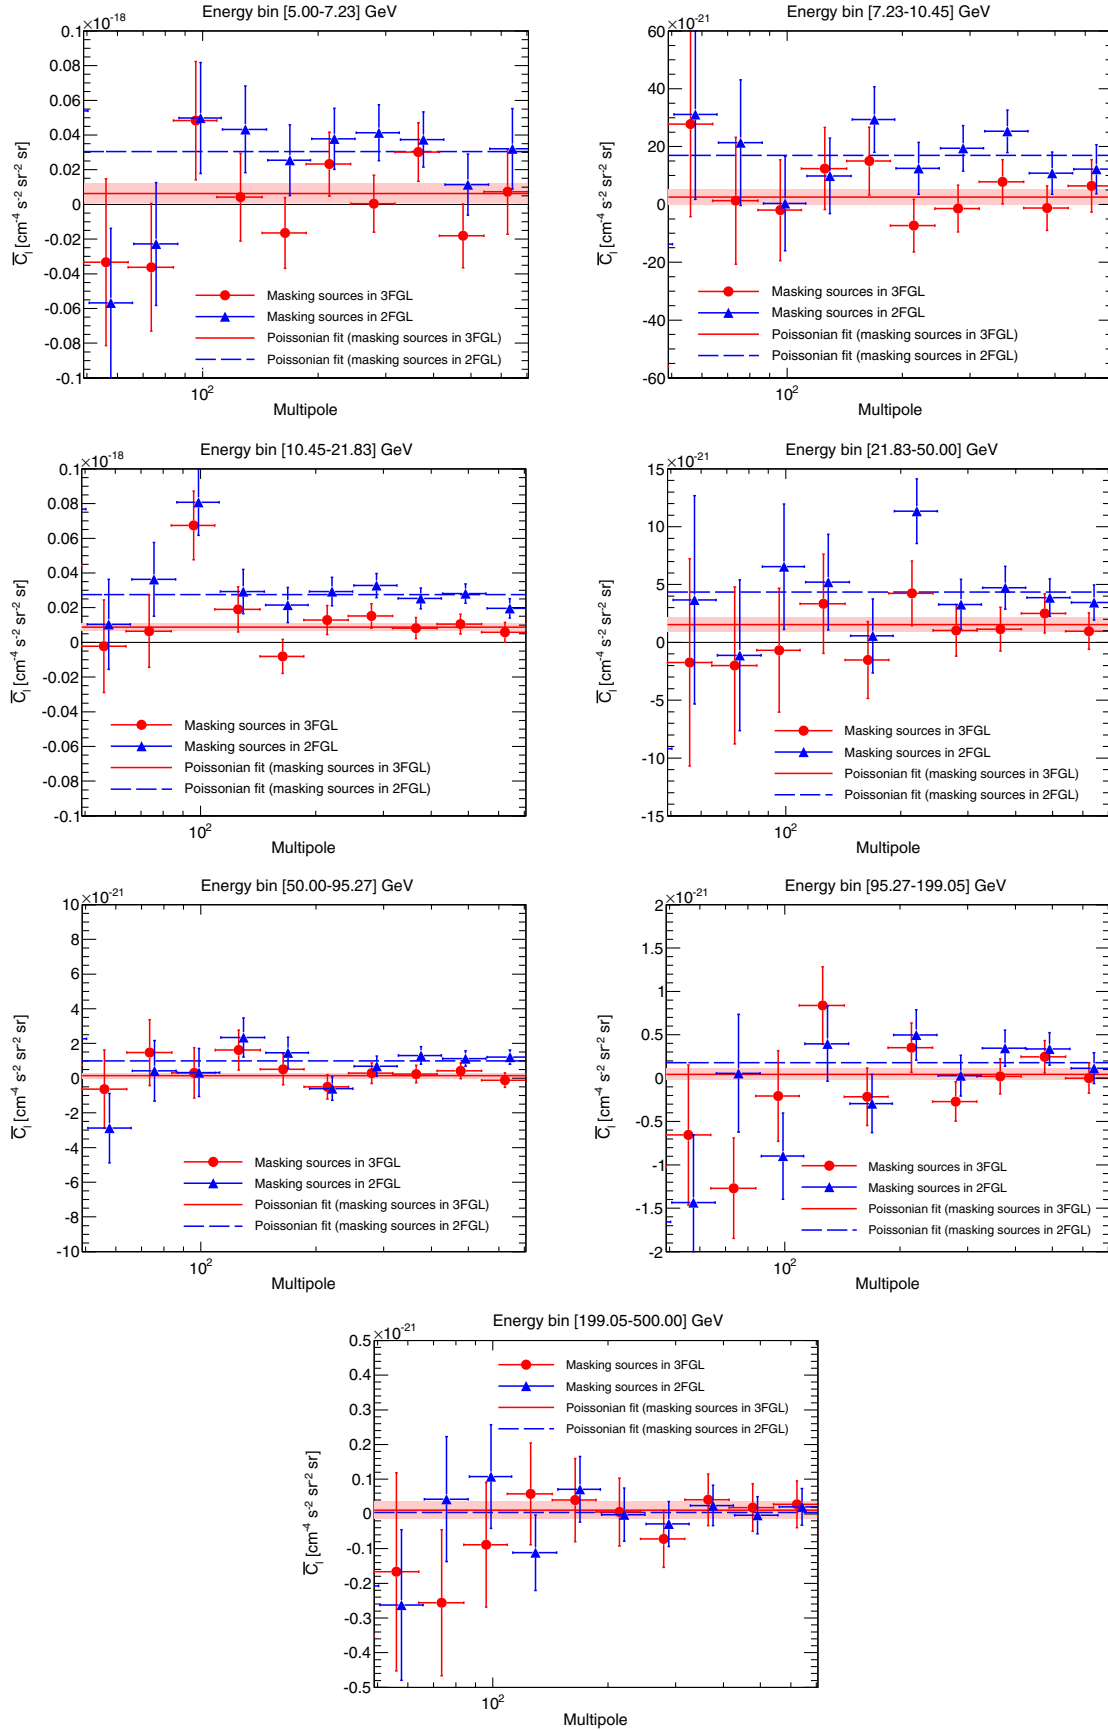 Energy bin [5.00-7.23] GeV
×10⁻¹⁸
0.1
0.08
0.06
0.04
0.02
0
-0.02
-0.04
-0.06
-0.08
-0.1
C̅ₗ [cm⁻⁴ s⁻² sr⁻² sr]
Masking sources in 3FGL
Masking sources in 2FGL
Poissonian fit (masking sources in 3FGL)
Poissonian fit (masking sources in 2FGL)
10²
Multipole
Energy bin [7.23-10.45] GeV
×10⁻²¹
60
40
20
0
-20
-40
-60
C̅ₗ [cm⁻⁴ s⁻² sr⁻² sr]
Masking sources in 3FGL
Masking sources in 2FGL
Poissonian fit (masking sources in 3FGL)
Poissonian fit (masking sources in 2FGL)
10²
Multipole
Energy bin [10.45-21.83] GeV
×10⁻¹⁸
0.1
0.08
0.06
0.04
0.02
0
-0.02
-0.04
-0.06
-0.08
-0.1
C̅ₗ [cm⁻⁴ s⁻² sr⁻² sr]
Masking sources in 3FGL
Masking sources in 2FGL
Poissonian fit (masking sources in 3FGL)
Poissonian fit (masking sources in 2FGL)
10²
Multipole
Energy bin [21.83-50.00] GeV
×10⁻²¹
15
10
5
0
-5
-10
-15
C̅ₗ [cm⁻⁴ s⁻² sr⁻² sr]
Masking sources in 3FGL
Masking sources in 2FGL
Poissonian fit (masking sources in 3FGL)
Poissonian fit (masking sources in 2FGL)
10²
Multipole
Energy bin [50.00-95.27] GeV
×10⁻²¹
10
8
6
4
2
0
-2
-4
-6
-8
-10
C̅ₗ [cm⁻⁴ s⁻² sr⁻² sr]
Masking sources in 3FGL
Masking sources in 2FGL
Poissonian fit (masking sources in 3FGL)
Poissonian fit (masking sources in 2FGL)
10²
Multipole
Energy bin [95.27-199.05] GeV
×10⁻²¹
2
1.5
1
0.5
0
-0.5
-1
-1.5
-2
C̅ₗ [cm⁻⁴ s⁻² sr⁻² sr]
Masking sources in 3FGL
Masking sources in 2FGL
Poissonian fit (masking sources in 3FGL)
Poissonian fit (masking sources in 2FGL)
10²
Multipole
Energy bin [199.05-500.00] GeV
×10⁻²¹
0.5
0.4
0.3
0.2
0.1
0
-0.1
-0.2
-0.3
-0.4
-0.5
C̅ₗ [cm⁻⁴ s⁻² sr⁻² sr]
Masking sources in 3FGL
Masking sources in 2FGL
Poissonian fit (masking sources in 3FGL)
Poissonian fit (masking sources in 2FGL)
10²
Multipole